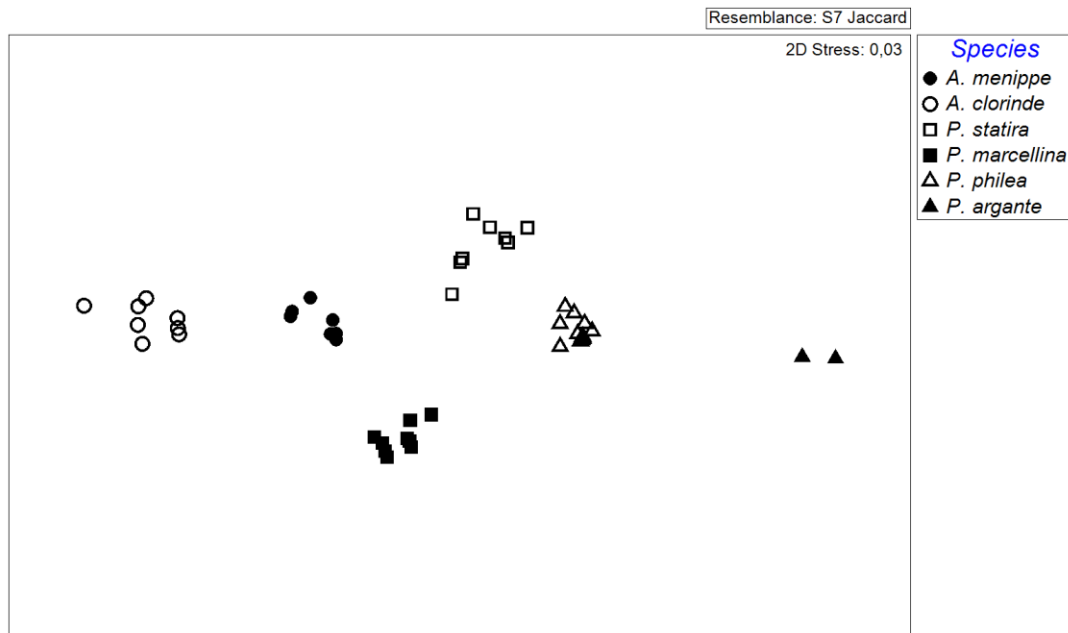 Resemblance: S7 Jaccard
2D Stress: 0,03
Species
A. menippe
A. clorinde
P. statira
P. marcellina
P. philea
P. argante